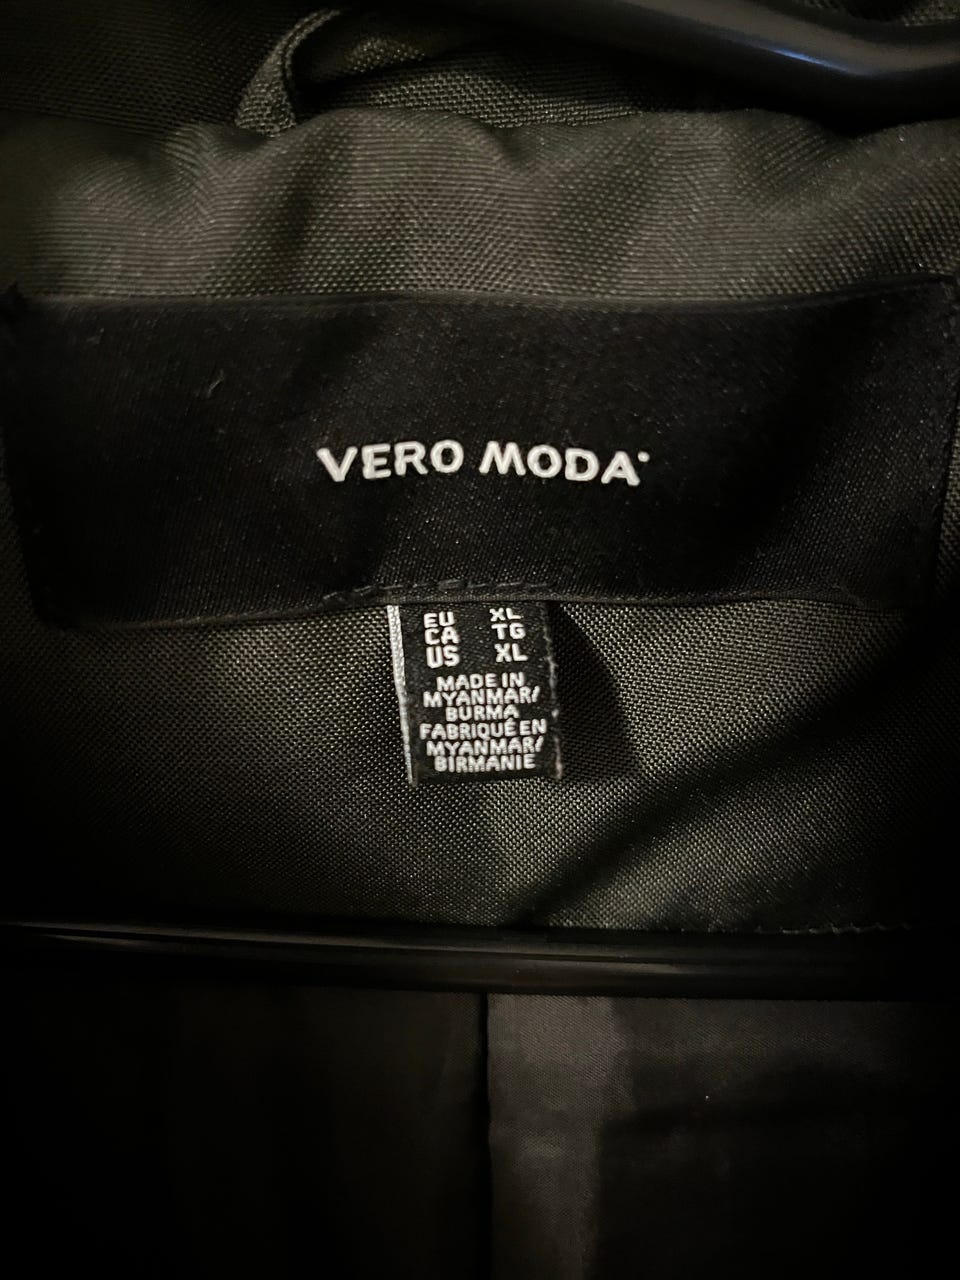 VERO MODA
EU XL
CA TG
US XL
MADE IN
MYANMAR/
BURMA
FABRIQUÉ EN
MYANMAR/
BIRMANIE